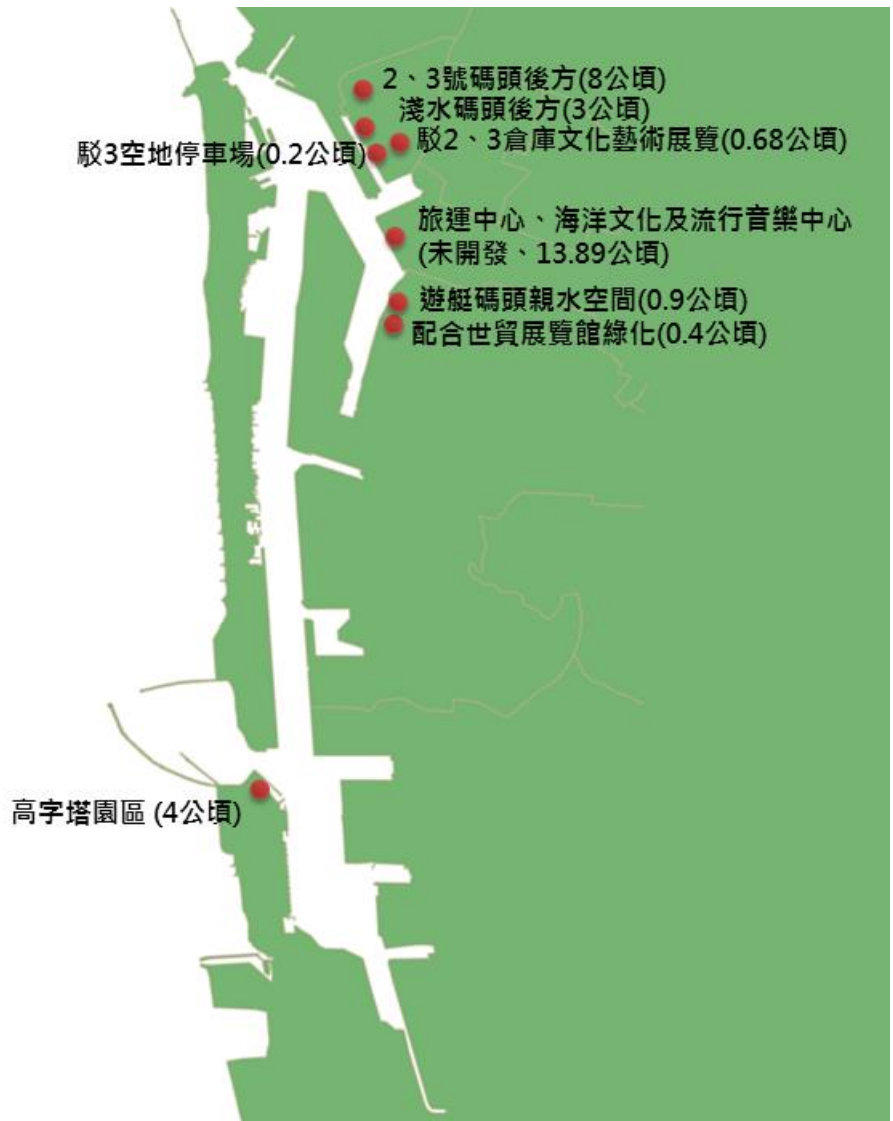 2、3號碼頭後方(8公頃)
淺水碼頭後方(3公頃)
駁2、3倉庫文化藝術展覽(0.68公頃)
駁3空地停車場(0.2公頃)
旅運中心、海洋文化及流行音樂中心
(未開發、13.89公頃)
遊艇碼頭親水空間(0.9公頃)
配合世貿展覽館綠化(0.4公頃)
高字塔園區 (4公頃)